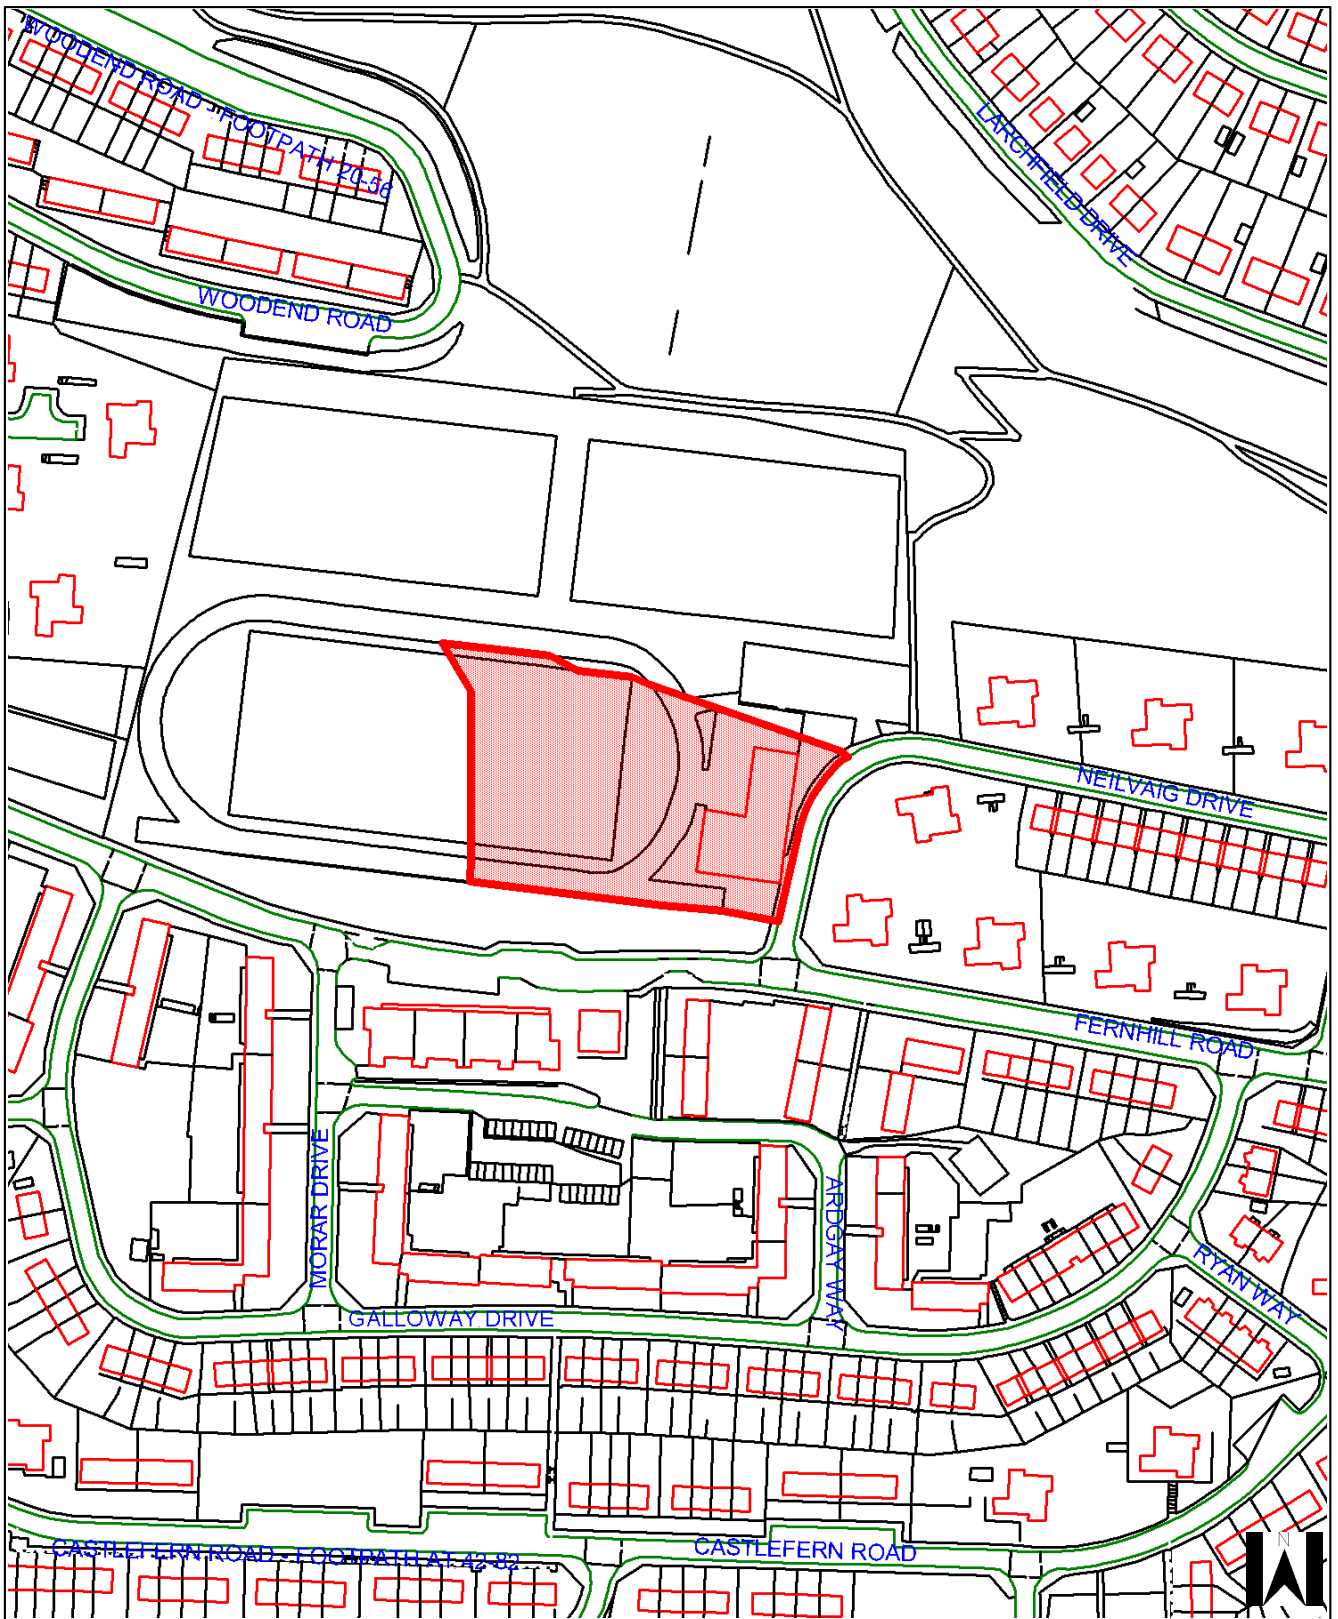 WOODEND ROAD - FOOTPATH 20-56
LARCHFIELD DRIVE
WOODEND ROAD
NEILVAIG DRIVE
FERNHILL ROAD
MORAR DRIVE
ARDGAY WAY
RYAN WAY
GALLOWAY DRIVE
CASTLEFERN ROAD - FOOTPATH AT 42-82
CASTLEFERN ROAD
N